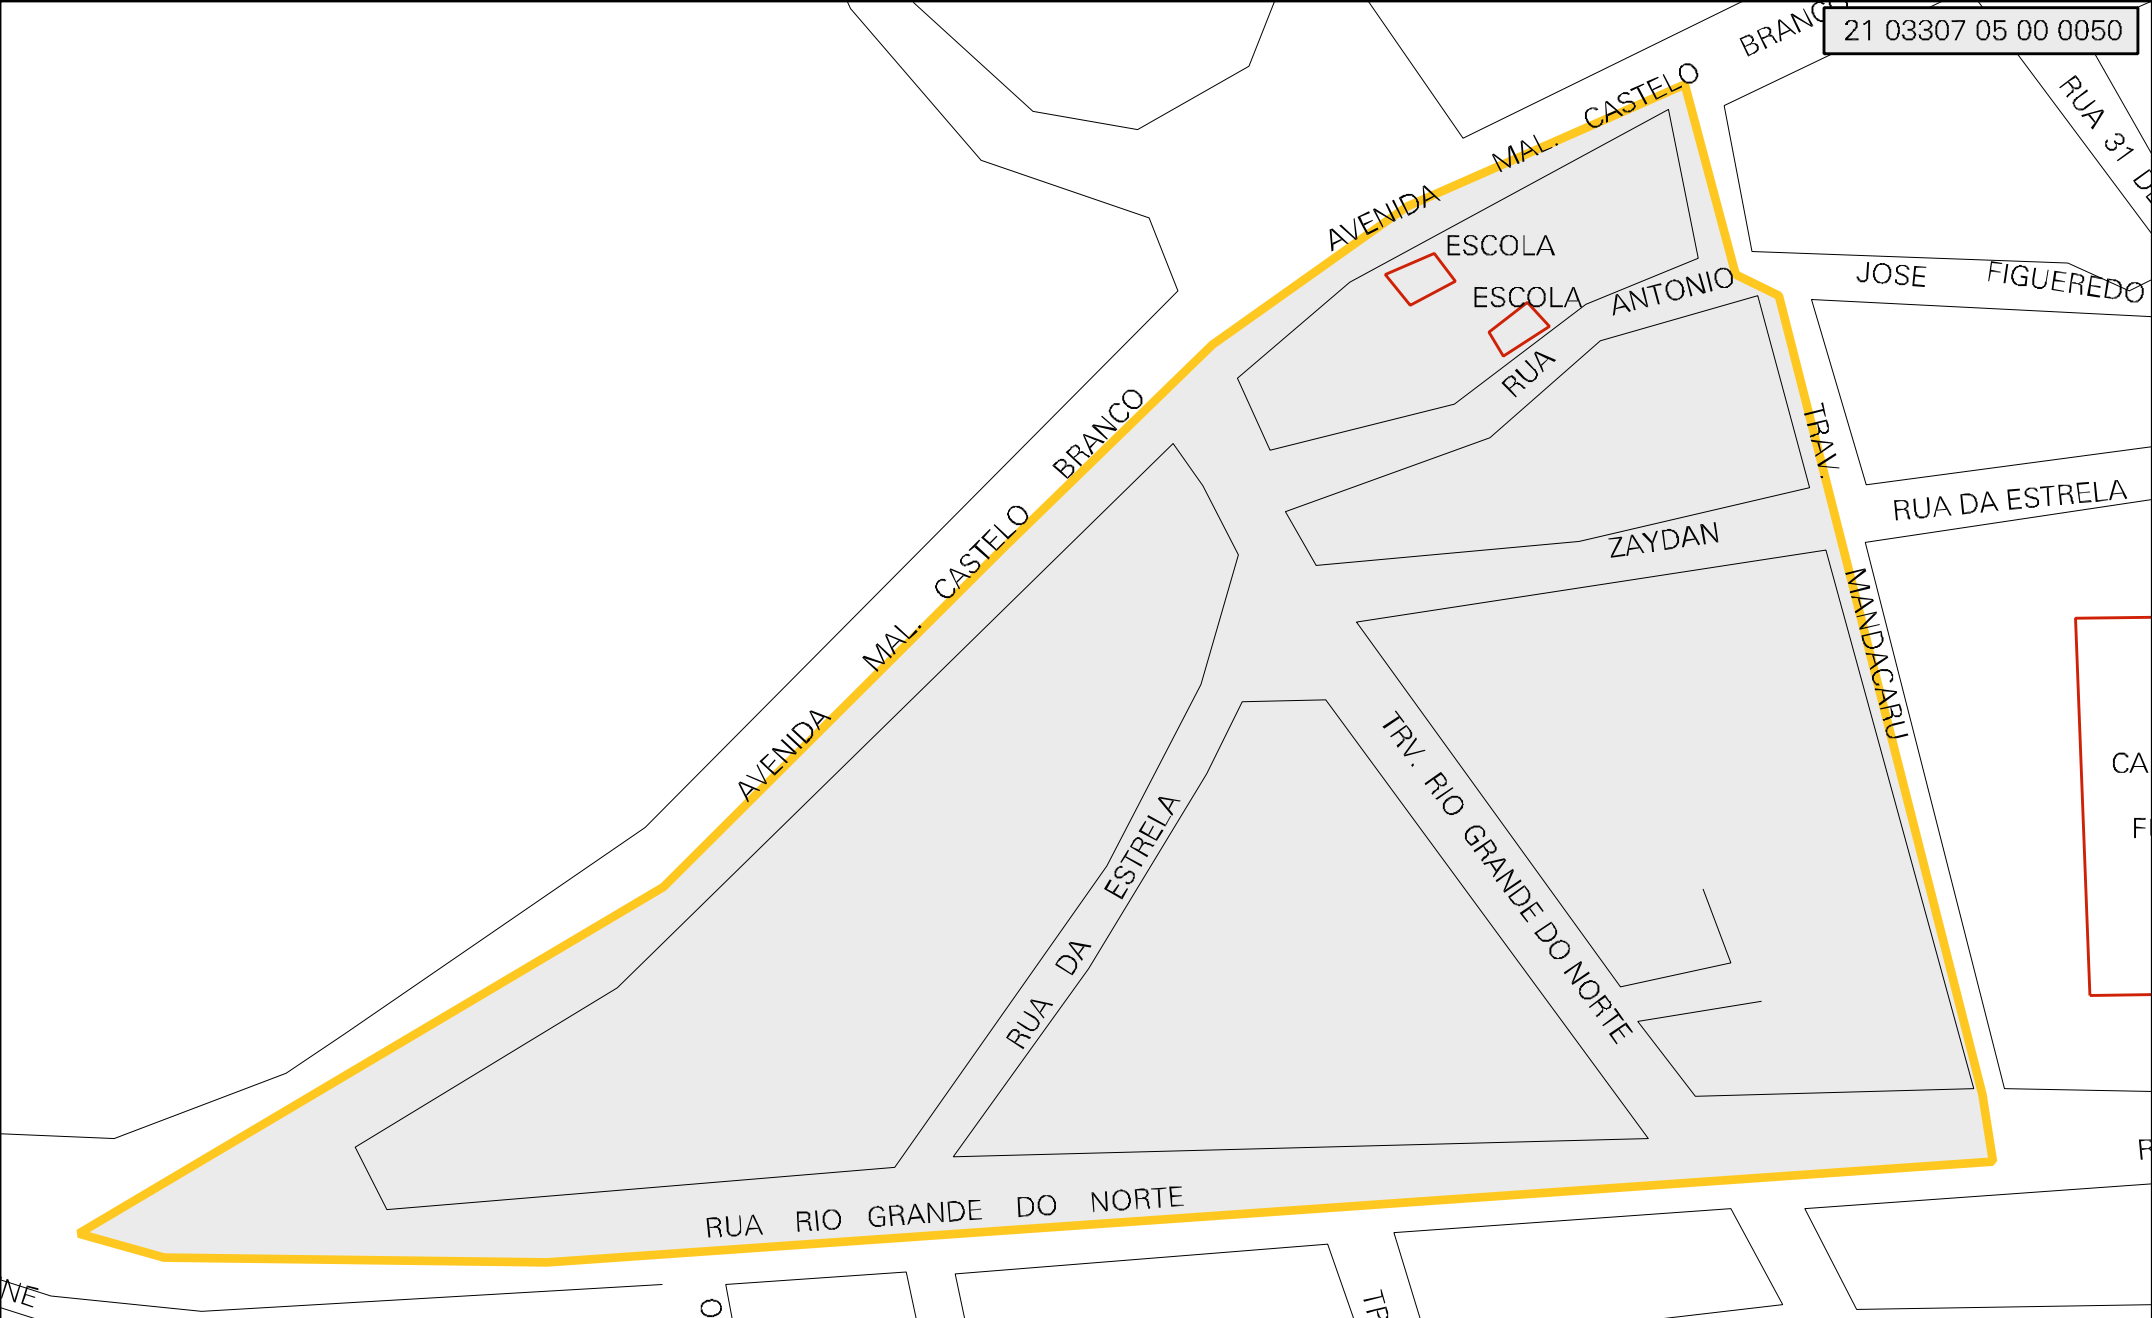 21 03307 05 00 0050
AVENIDA MAL. CASTELO BRANCO
RUA 31 DE
ESCOLA
ESCOLA
RUA ANTONIO
JOSE FIGUEREDO
AVENIDA MAL. CASTELO BRANCO
TRAV. MANDACARU
RUA DA ESTRELA
ZAYDAN
TRV. RIO GRANDE DO NORTE
RUA DA ESTRELA
CA
RUA RIO GRANDE DO NORTE
NE
O